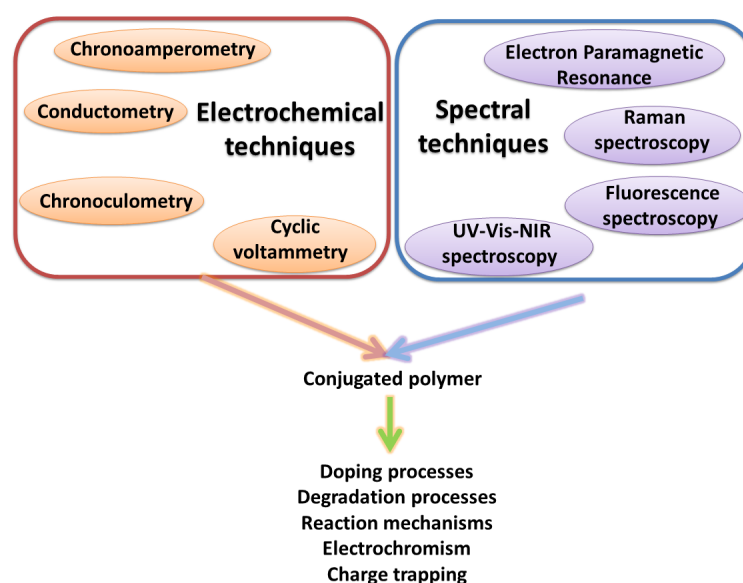 Chronoamperometry
Conductometry
Electrochemical
techniques
Chronoculometry
Cyclic
voltammetry
Electron Paramagnetic
Resonance
Spectral
techniques
Raman
spectroscopy
Fluorescence
spectroscopy
UV-Vis-NIR
spectroscopy
Conjugated polymer
Doping processes
Degradation processes
Reaction mechanisms
Electrochromism
Charge trapping